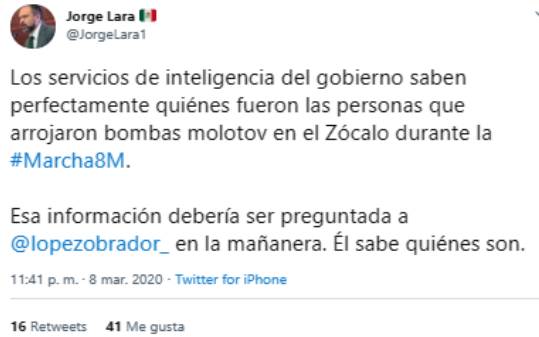 Jorge Lara 🇲🇽
@JorgeLara1
Los servicios de inteligencia del gobierno saben
perfectamente quiénes fueron las personas que
arrojaron bombas molotov en el Zócalo durante la
#Marcha8M.
Esa información debería ser preguntada a
@lopezobrador_ en la mañanera. Él sabe quiénes son.
11:41 p. m. · 8 mar. 2020 · Twitter for iPhone
16 Retweets 41 Me gusta